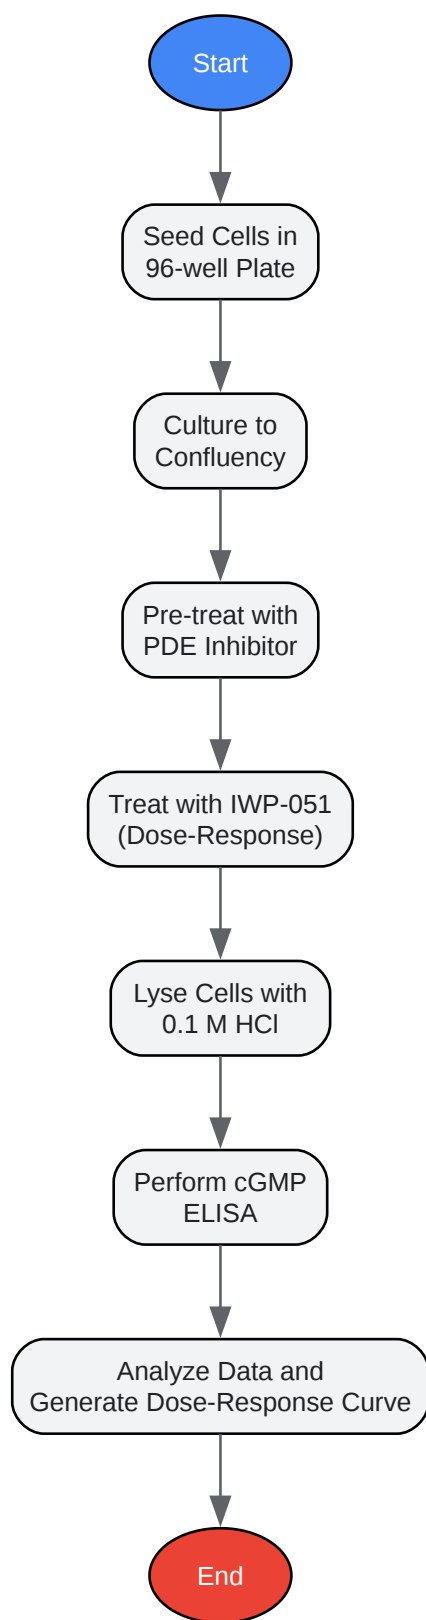 Start
Seed Cells in
96-well Plate
Culture to
Confluency
Pre-treat with
PDE Inhibitor
Treat with IWP-051
(Dose-Response)
Lyse Cells with
0.1 M HCl
Perform cGMP
ELISA
Analyze Data and
Generate Dose-Response Curve
End